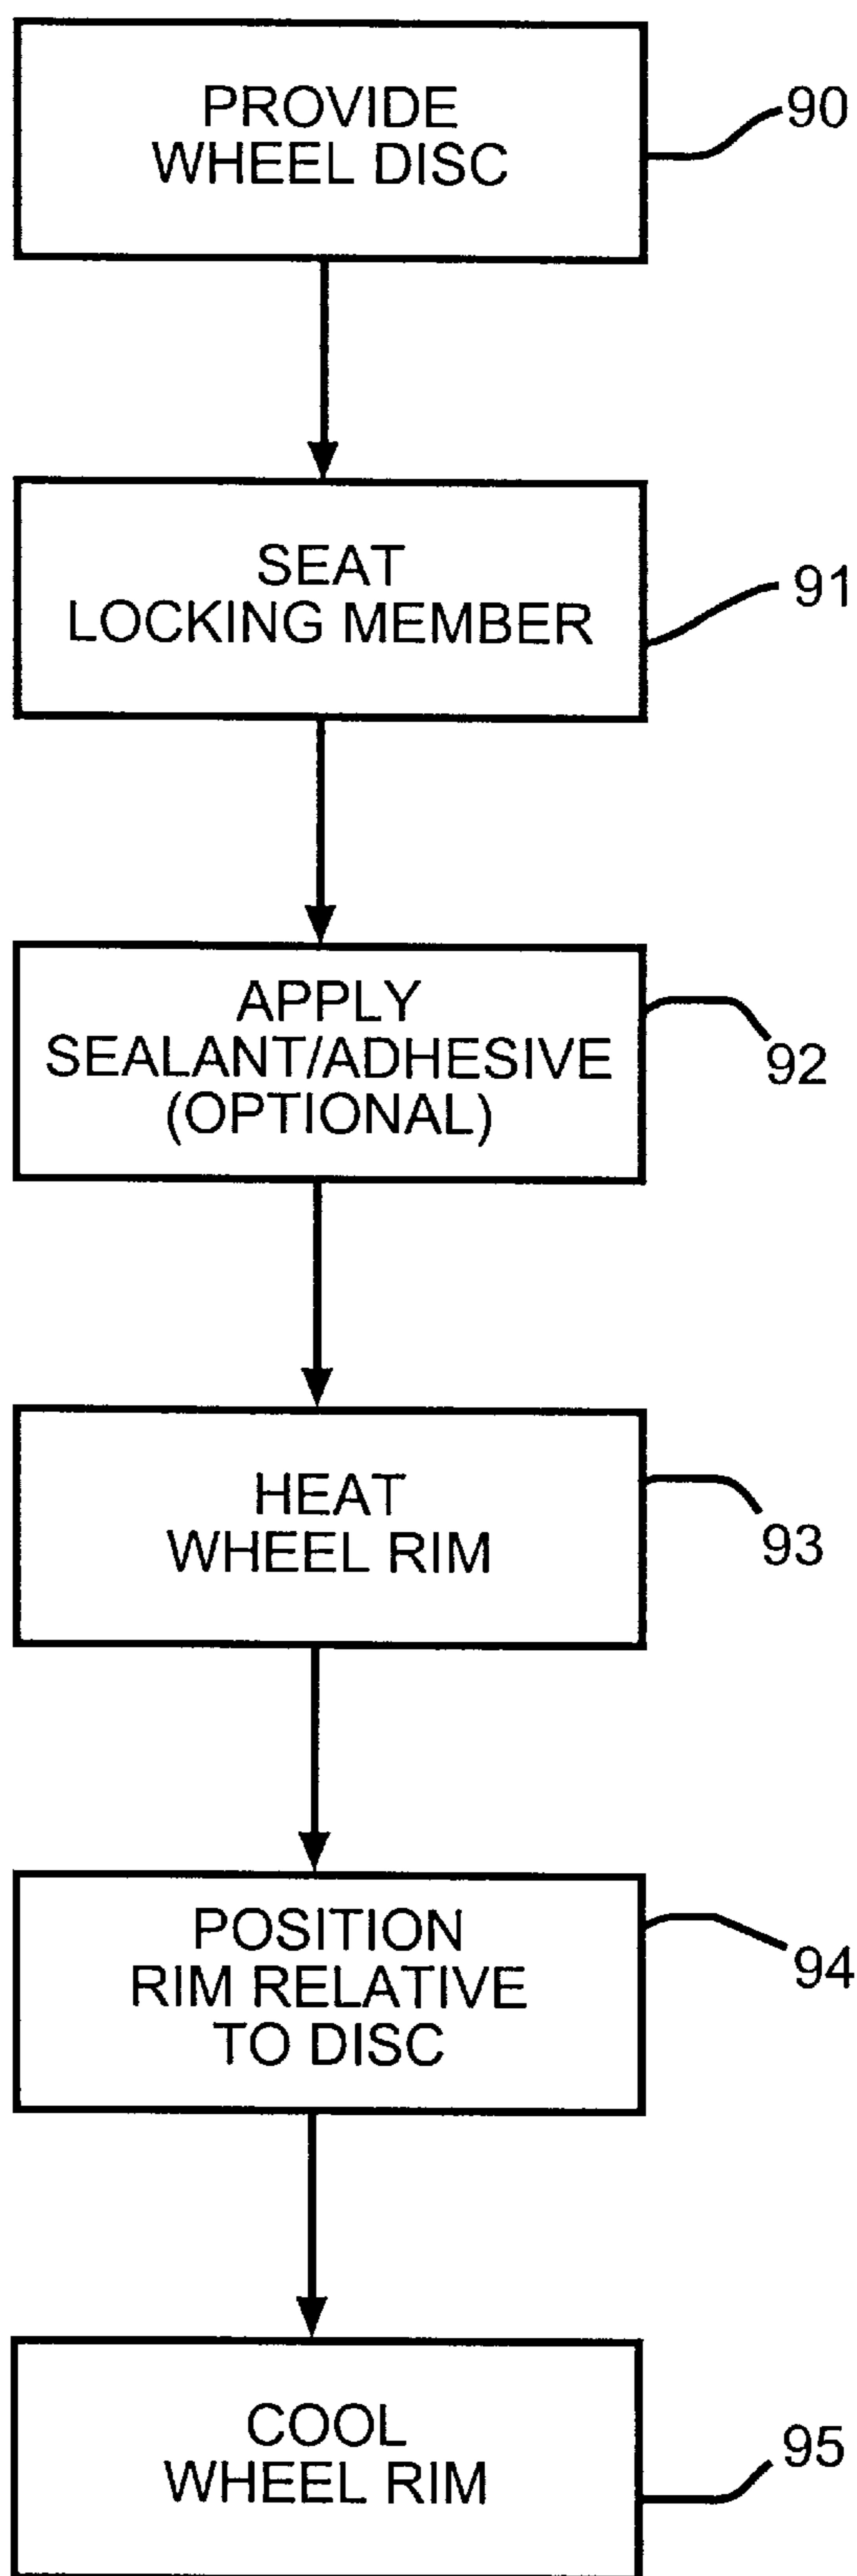 PROVIDE
WHEEL DISC
90
SEAT
LOCKING MEMBER
91
APPLY
SEALANT/ADHESIVE
(OPTIONAL)
92
HEAT
WHEEL RIM
93
POSITION
RIM RELATIVE
TO DISC
94
COOL
WHEEL RIM
95